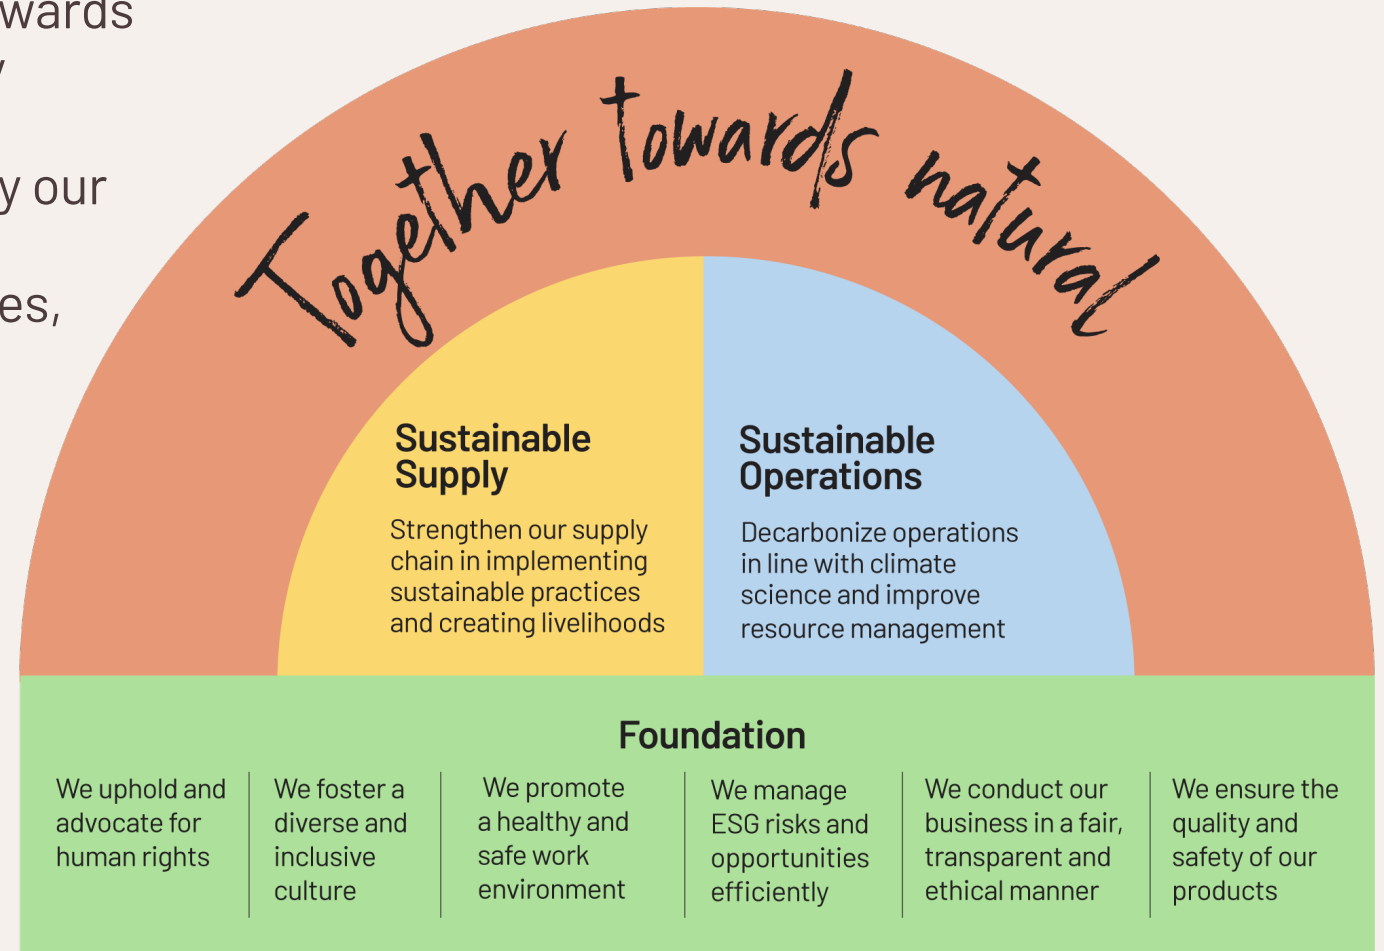 wards
y
y our
es,
Together towards natural
Sustainable
Supply
Strengthen our supply
chain in implementing
sustainable practices
and creating livelihoods
Sustainable
Operations
Decarbonize operations
in line with climate
science and improve
resource management
Foundation
We uphold and
advocate for
human rights
We foster a
diverse and
inclusive
culture
We promote
a healthy and
safe work
environment
We manage
ESG risks and
opportunities
efficiently
We conduct our
business in a fair,
transparent and
ethical manner
We ensure the
quality and
safety of our
products